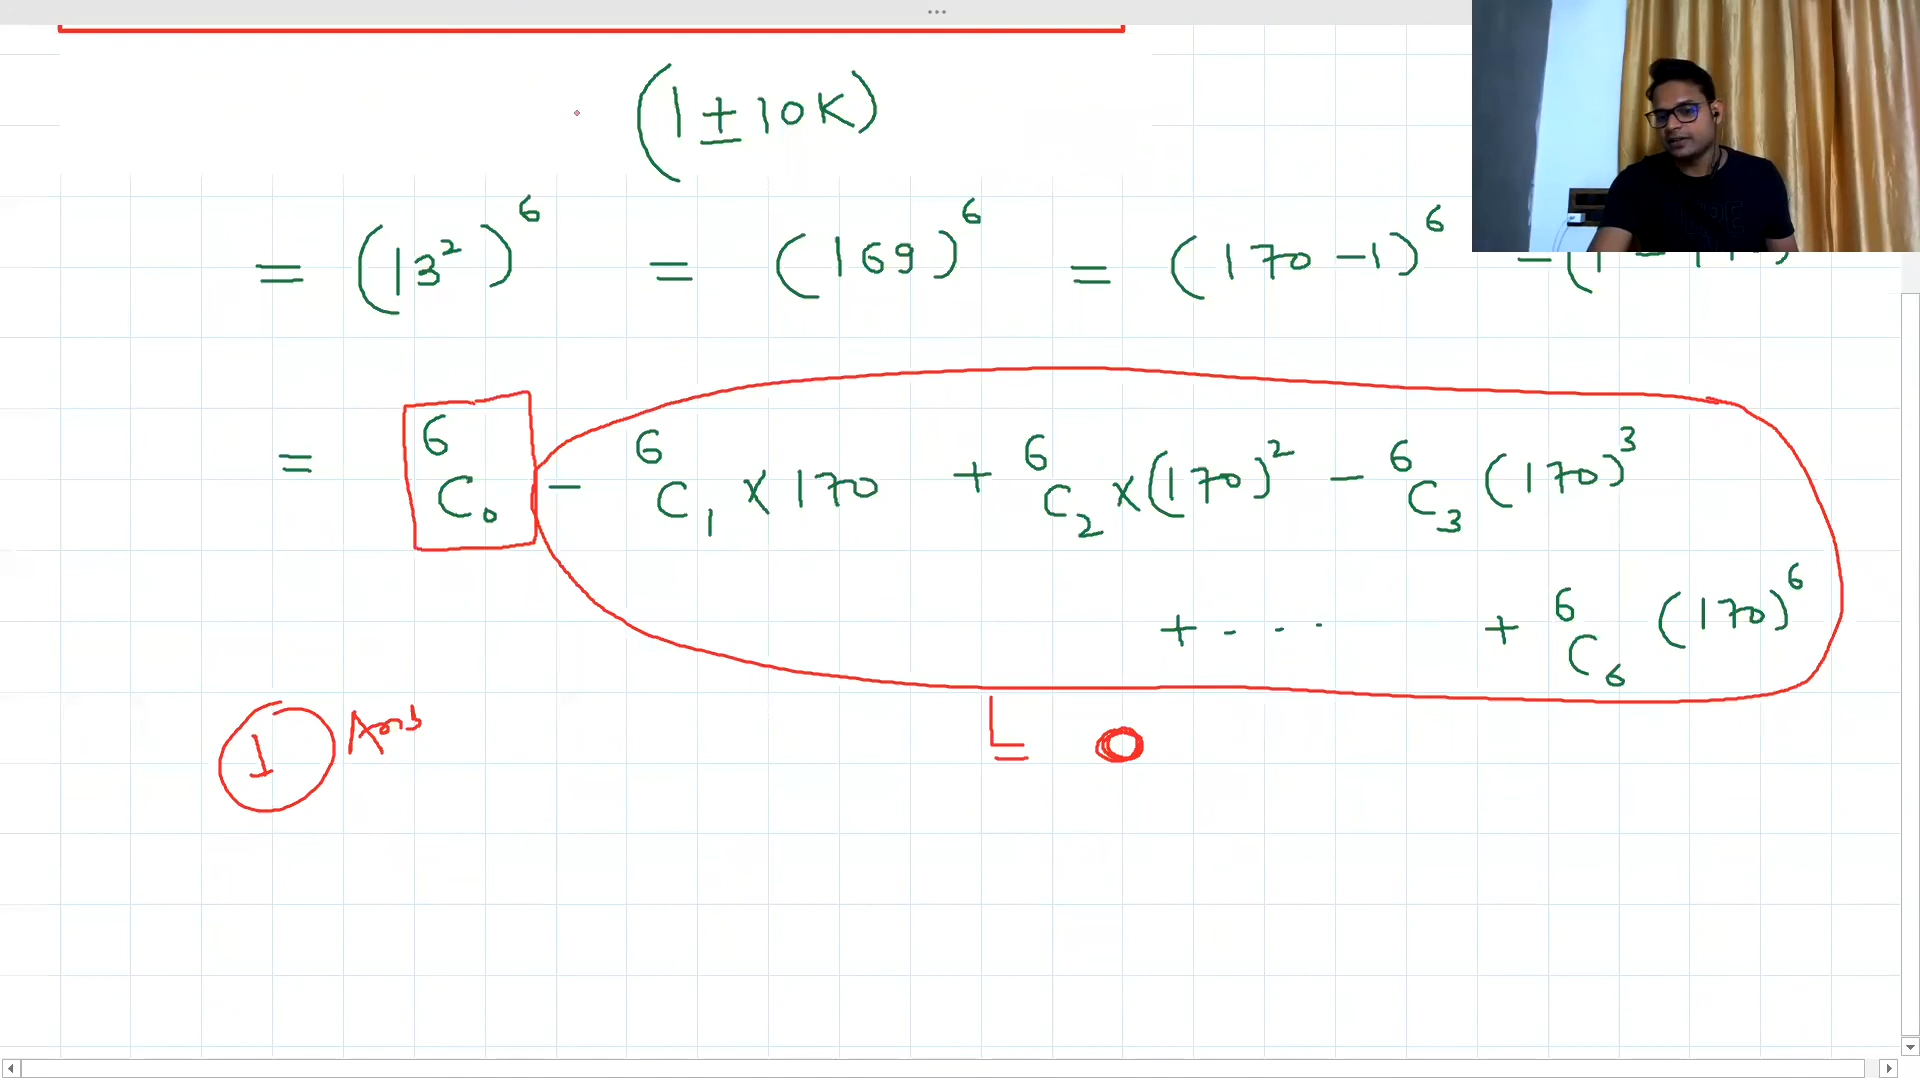 (1 ± 10K)
= (13²)⁶ = (169)⁶ = (170 - 1)⁶
= ⁶C₀ - ⁶C₁ × 170 + ⁶C₂ × (170)² - ⁶C₃ (170)³
+ - - ·· + ⁶C₆ (170)⁶
1 Ans
= 0